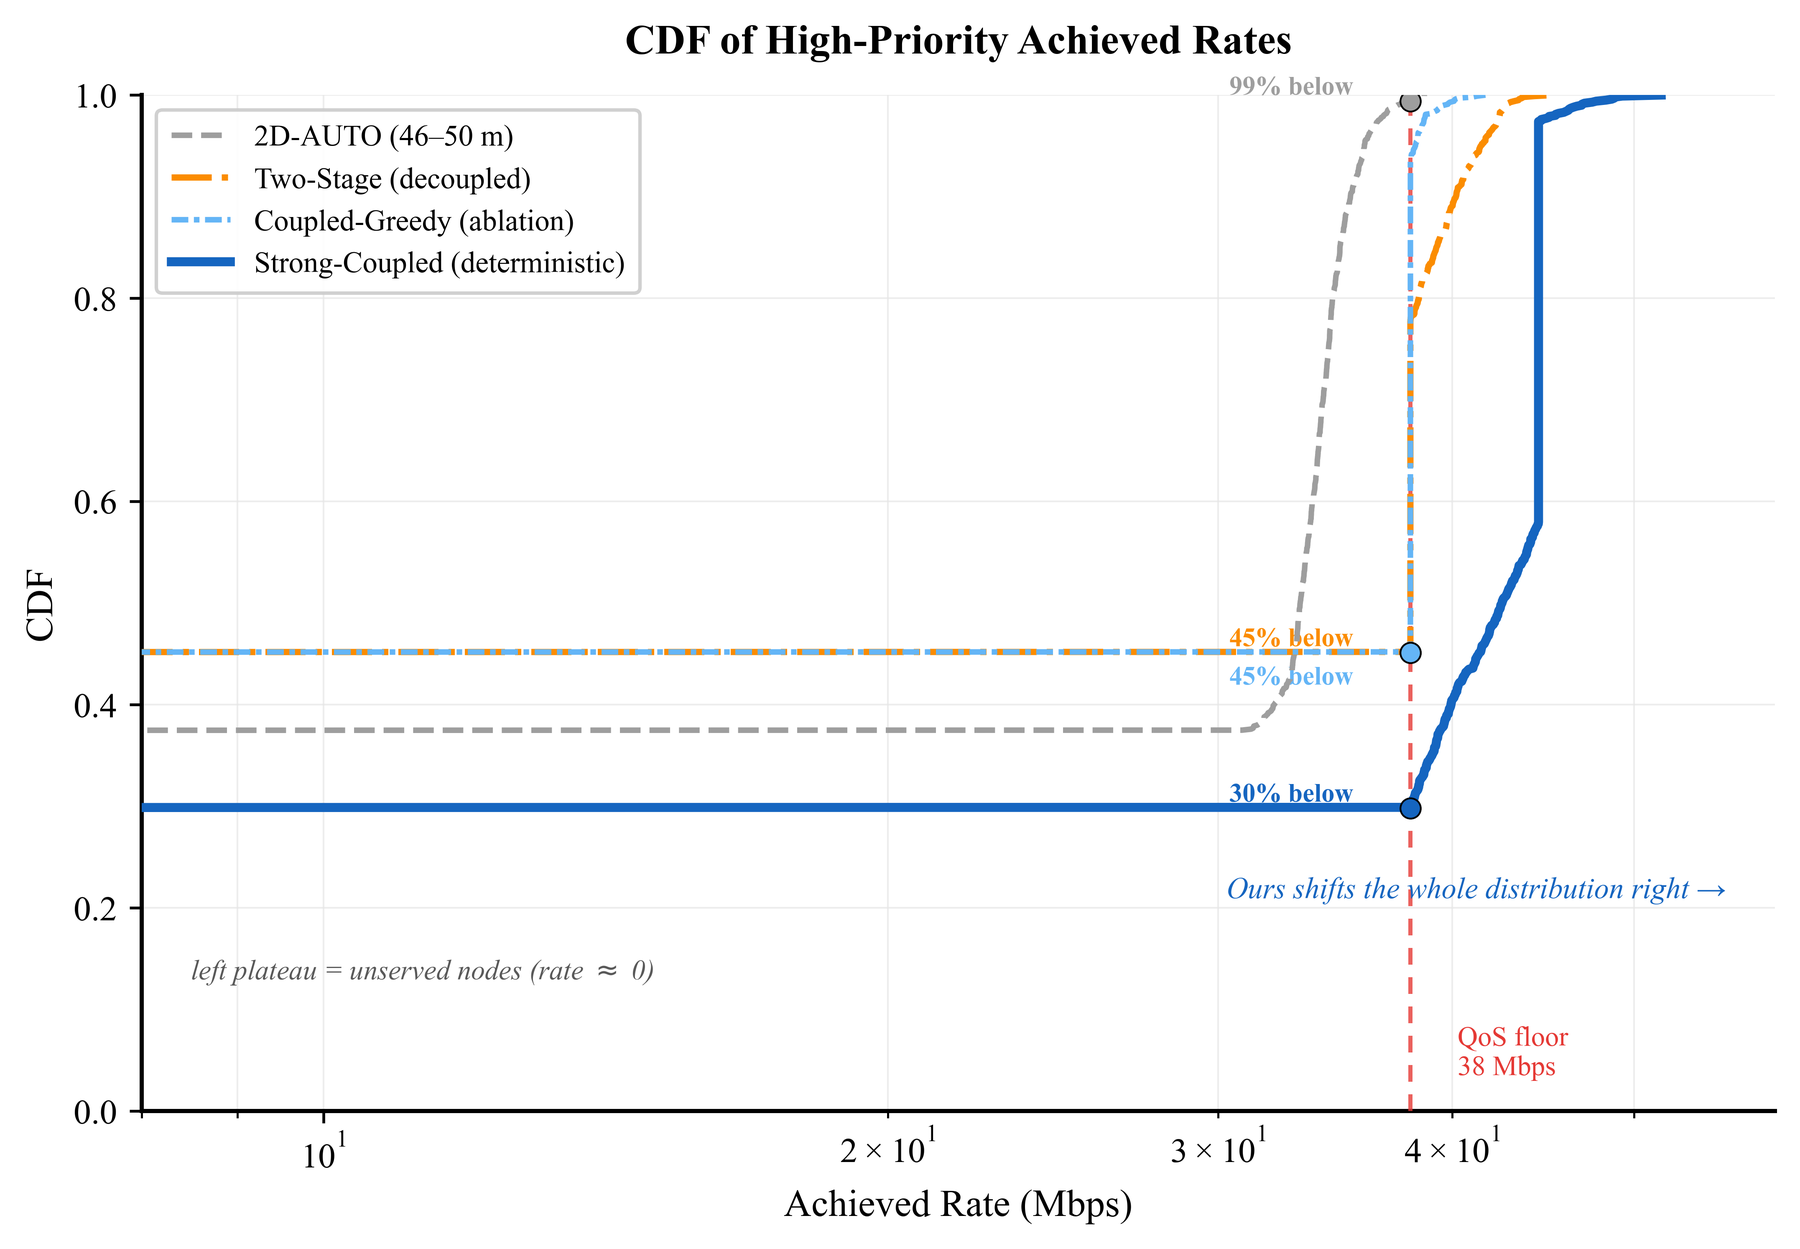 CDF of High-Priority Achieved Rates
99% below
1.0
2D-AUTO (46–50 m)
Two-Stage (decoupled)
Coupled-Greedy (ablation)
Strong-Coupled (deterministic)
0.8
0.6
CDF
45% below
45% below
0.4
30% below
Ours shifts the whole distribution right →
0.2
left plateau = unserved nodes (rate ≈ 0)
QoS floor
38 Mbps
0.0
10¹
2 × 10¹
3 × 10¹
4 × 10¹
Achieved Rate (Mbps)